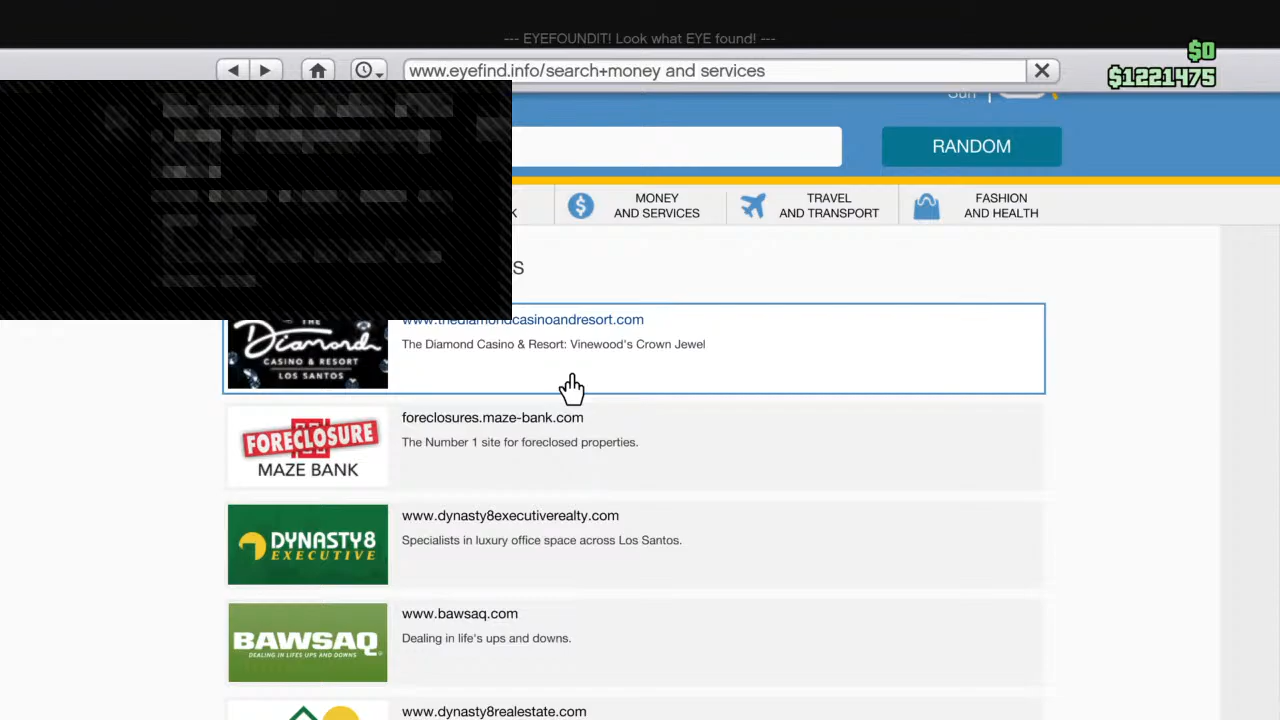 --- EYEFOUNDIT! Look what EYE found! ---
$0
www.eyefind.info/search+money and services
$1221475
Sun
RANDOM
K
MONEY
AND SERVICES
TRAVEL
AND TRANSPORT
FASHION
AND HEALTH
S
THE
Diamond
CASINO & RESORT
LOS SANTOS
www.thediamondcasinoandresort.com
The Diamond Casino & Resort: Vinewood's Crown Jewel
FORECLOSURE
MAZE BANK
foreclosures.maze-bank.com
The Number 1 site for foreclosed properties.
DYNASTY8
EXECUTIVE
www.dynasty8executiverealty.com
Specialists in luxury office space across Los Santos.
BAWSAQ
DEALING IN LIFE'S UPS AND DOWNS
www.bawsaq.com
Dealing in life's ups and downs.
www.dynasty8realestate.com